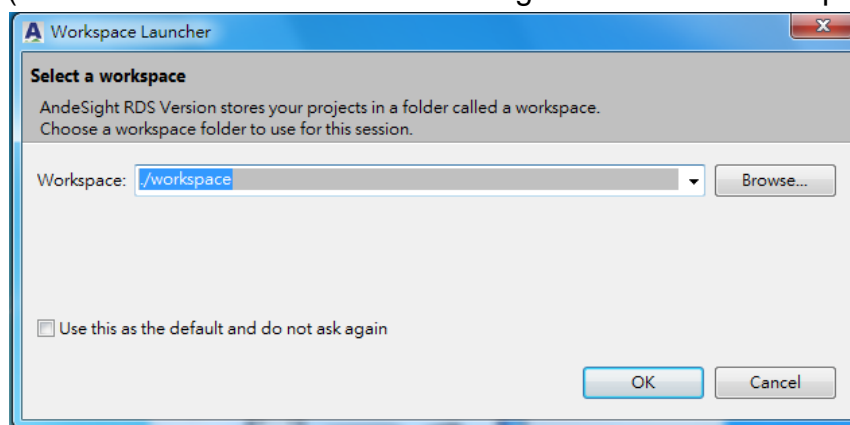 Workspace Launcher
Select a workspace
AndeSight RDS Version stores your projects in a folder called a workspace.
Choose a workspace folder to use for this session.
Workspace: ./workspace Browse...
Use this as the default and do not ask again
OK Cancel